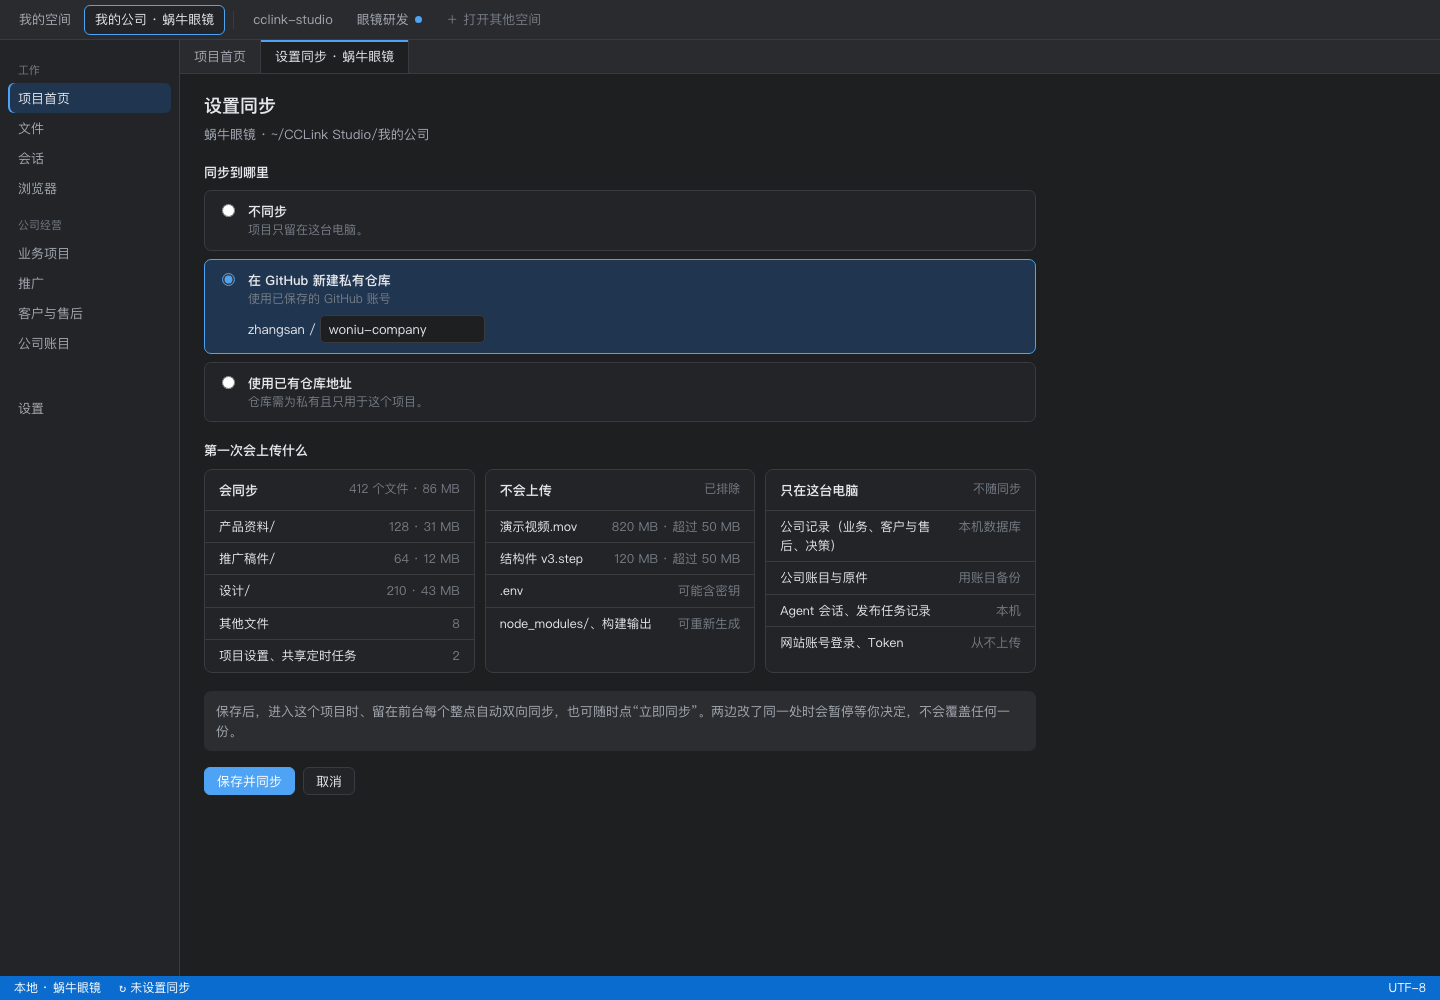 我的空间
我的公司 · 蜗牛眼镜
cclink-studio
眼镜研发
+ 打开其他空间
工作
项目首页
文件
会话
浏览器
公司经营
业务项目
推广
客户与售后
公司账目
设置
项目首页
设置同步 · 蜗牛眼镜
设置同步
蜗牛眼镜 · ~/CCLink Studio/我的公司
同步到哪里
不同步
项目只留在这台电脑。
在 GitHub 新建私有仓库
使用已保存的 GitHub 账号
zhangsan / woniu-company
使用已有仓库地址
仓库需为私有且只用于这个项目。
第一次会上传什么
会同步 412 个文件 · 86 MB
产品资料/ 128 · 31 MB
推广稿件/ 64 · 12 MB
设计/ 210 · 43 MB
其他文件 8
项目设置、共享定时任务 2
不会上传 已排除
演示视频.mov 820 MB · 超过 50 MB
结构件 v3.step 120 MB · 超过 50 MB
.env 可能含密钥
node_modules/、构建输出 可重新生成
只在这台电脑 不随同步
公司记录（业务、客户与售 本机数据库
后、决策）
公司账目与原件 用账目备份
Agent 会话、发布任务记录 本机
网站账号登录、Token 从不上传
保存后，进入这个项目时、留在前台每个整点自动双向同步，也可随时点“立即同步”。两边改了同一处时会暂停等你决定，不会覆盖任何一
份。
保存并同步
取消
本地 · 蜗牛眼镜
↻ 未设置同步
UTF-8